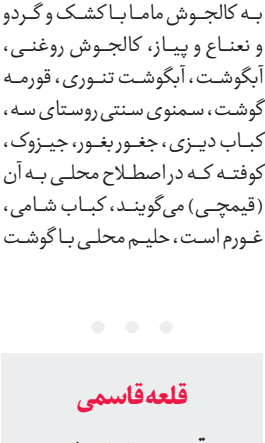 به کالجوش ماما با کشک و گردو
و نعناع و پیاز، کالجوش روغنی،
آبگوشت، آبگوشت تنوری، قورمه
گوشت، سمنوی سنتی روستای سه،
کباب دیزی، جغور بغور، جیزوک،
کوفته که در اصطلاح محلی به آن
(قیمچی) می‌گویند، کباب شامی،
غورم است، حلیم محلی با گوشت
قلعه قاسمی